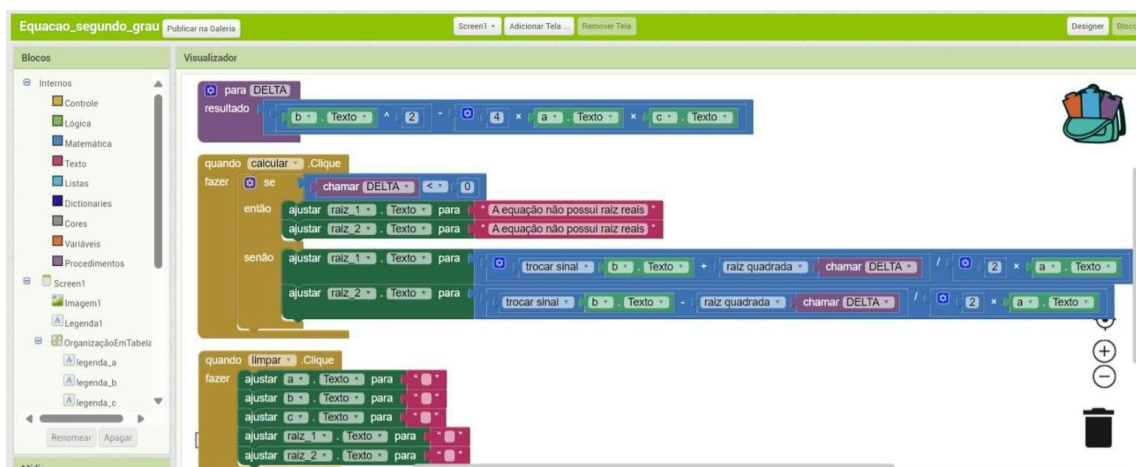 Equacao_segundo_grau Publicar na Galeria Screen1 Adicionar Tela ... Remover Tela Designer Bloco
Blocos
Internos
Controle
Lógica
Matemática
Texto
Listas
Dictionaries
Cores
Variáveis
Procedimentos
Screen1
Imagem1
Legenda1
OrganizaçãoEmTabela
legenda_a
legenda_b
legenda_c
Renomear Apagar
Visualizador
para DELTA
resultado b . Texto ^ 2 - 4 × a . Texto × c . Texto
quando calcular .Clique
fazer se chamar DELTA < 0
então ajustar raiz_1 . Texto para " A equação não possui raiz reais "
ajustar raiz_2 . Texto para " A equação não possui raiz reais "
senão ajustar raiz_1 . Texto para trocar sinal b . Texto + raiz quadrada chamar DELTA / 2 × a . Texto
ajustar raiz_2 . Texto para trocar sinal b . Texto - raiz quadrada chamar DELTA / 2 × a . Texto
quando limpar .Clique
fazer ajustar a . Texto para " "
ajustar b . Texto para " "
ajustar c . Texto para " "
ajustar raiz_1 . Texto para " "
ajustar raiz_2 . Texto para " "